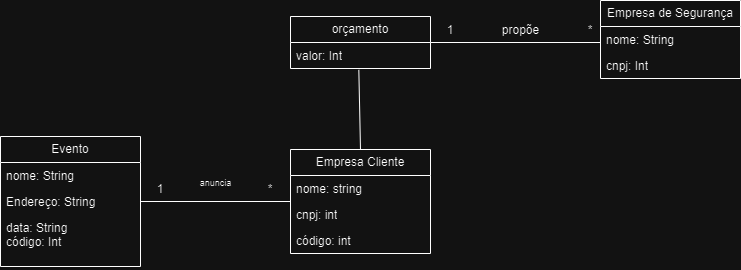 Empresa de Segurança
nome: String
cnpj: Int
orçamento
valor: Int
1
propõe
*
Evento
nome: String
Endereço: String
data: String
código: Int
1
anuncia
*
Empresa Cliente
nome: string
cnpj: int
código: int